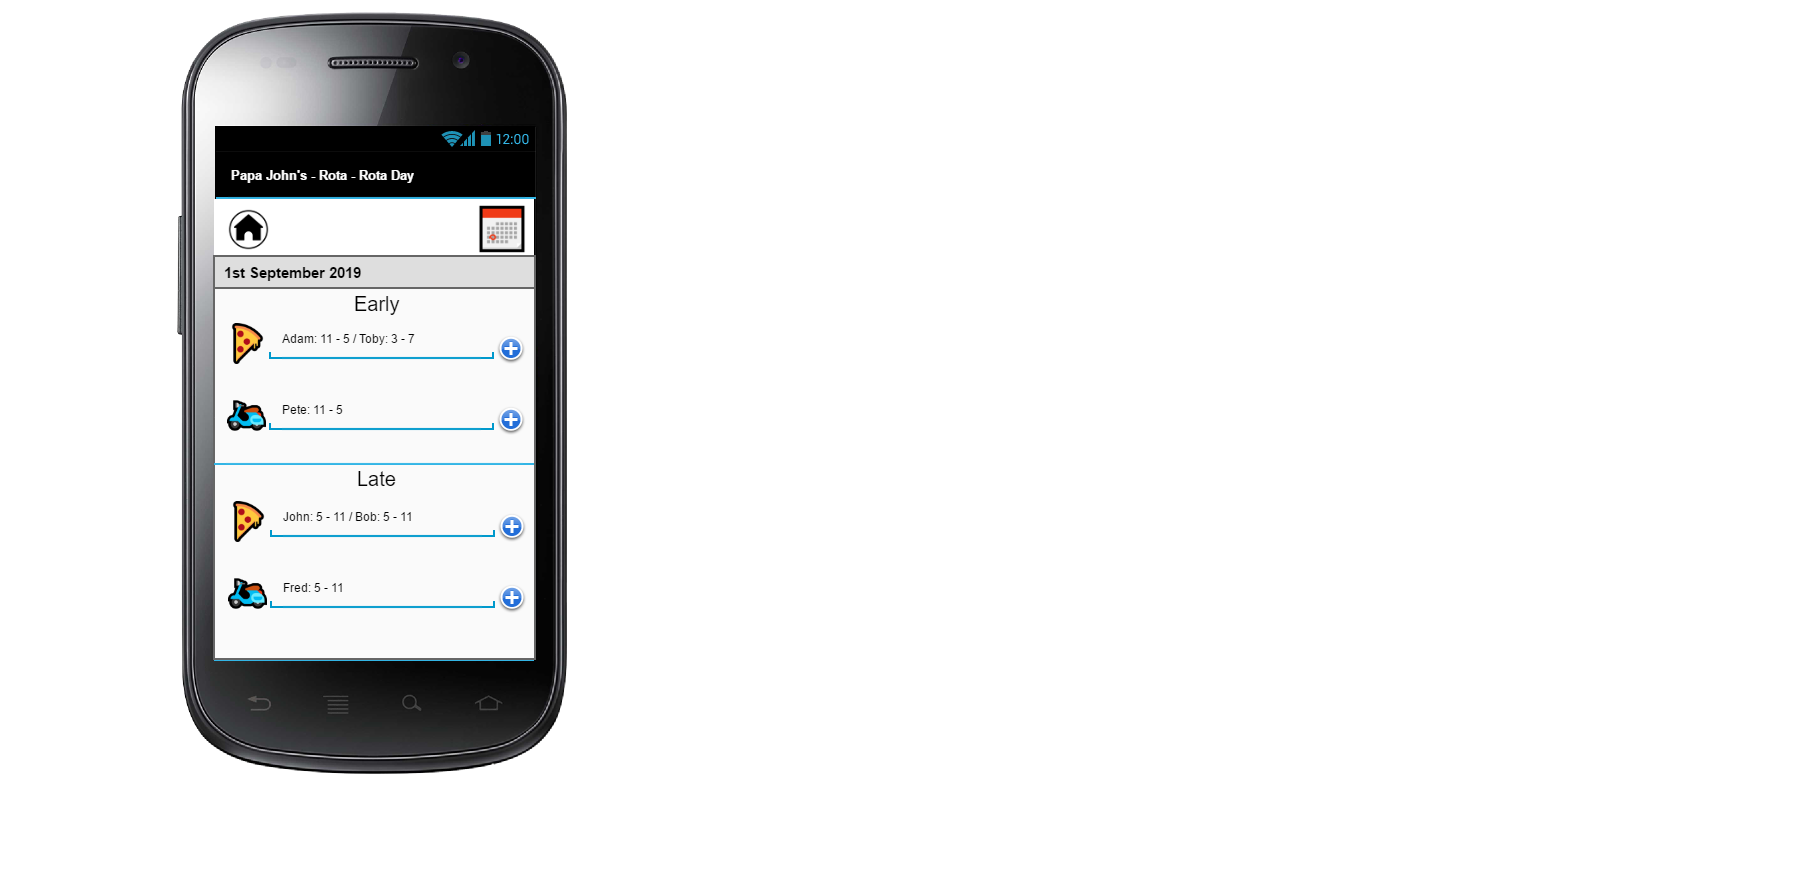 12:00
Papa John's - Rota - Rota Day
1st September 2019
Early
Adam: 11 - 5 / Toby: 3 - 7
Pete: 11 - 5
Late
John: 5 - 11 / Bob: 5 - 11
Fred: 5 - 11